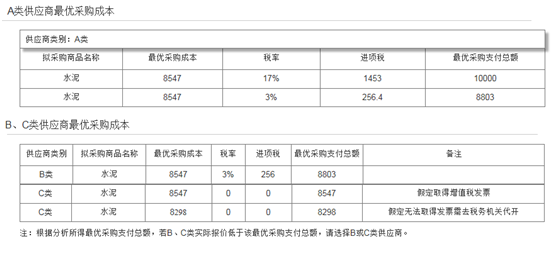 A类供应商最优采购成本
供应商类别：A类
拟采购商品名称 最优采购成本 税率 进项税 最优采购支付总额
水泥 8547 17% 1453 10000
水泥 8547 3% 256.4 8803
B、C类供应商最优采购成本
供应商类别 拟采购商品名称 最优采购成本 税率 进项税 最优采购支付总额 备注
B类 水泥 8547 3% 256 8803
C类 水泥 8547 0 0 8547 假定取得增值税发票
C类 水泥 8298 0 0 8298 假定无法取得发票需去税务机关代开
注：根据分析所得最优采购支付总额，若B、C类实际报价低于该最优采购支付总额，请选择B或C类供应商。